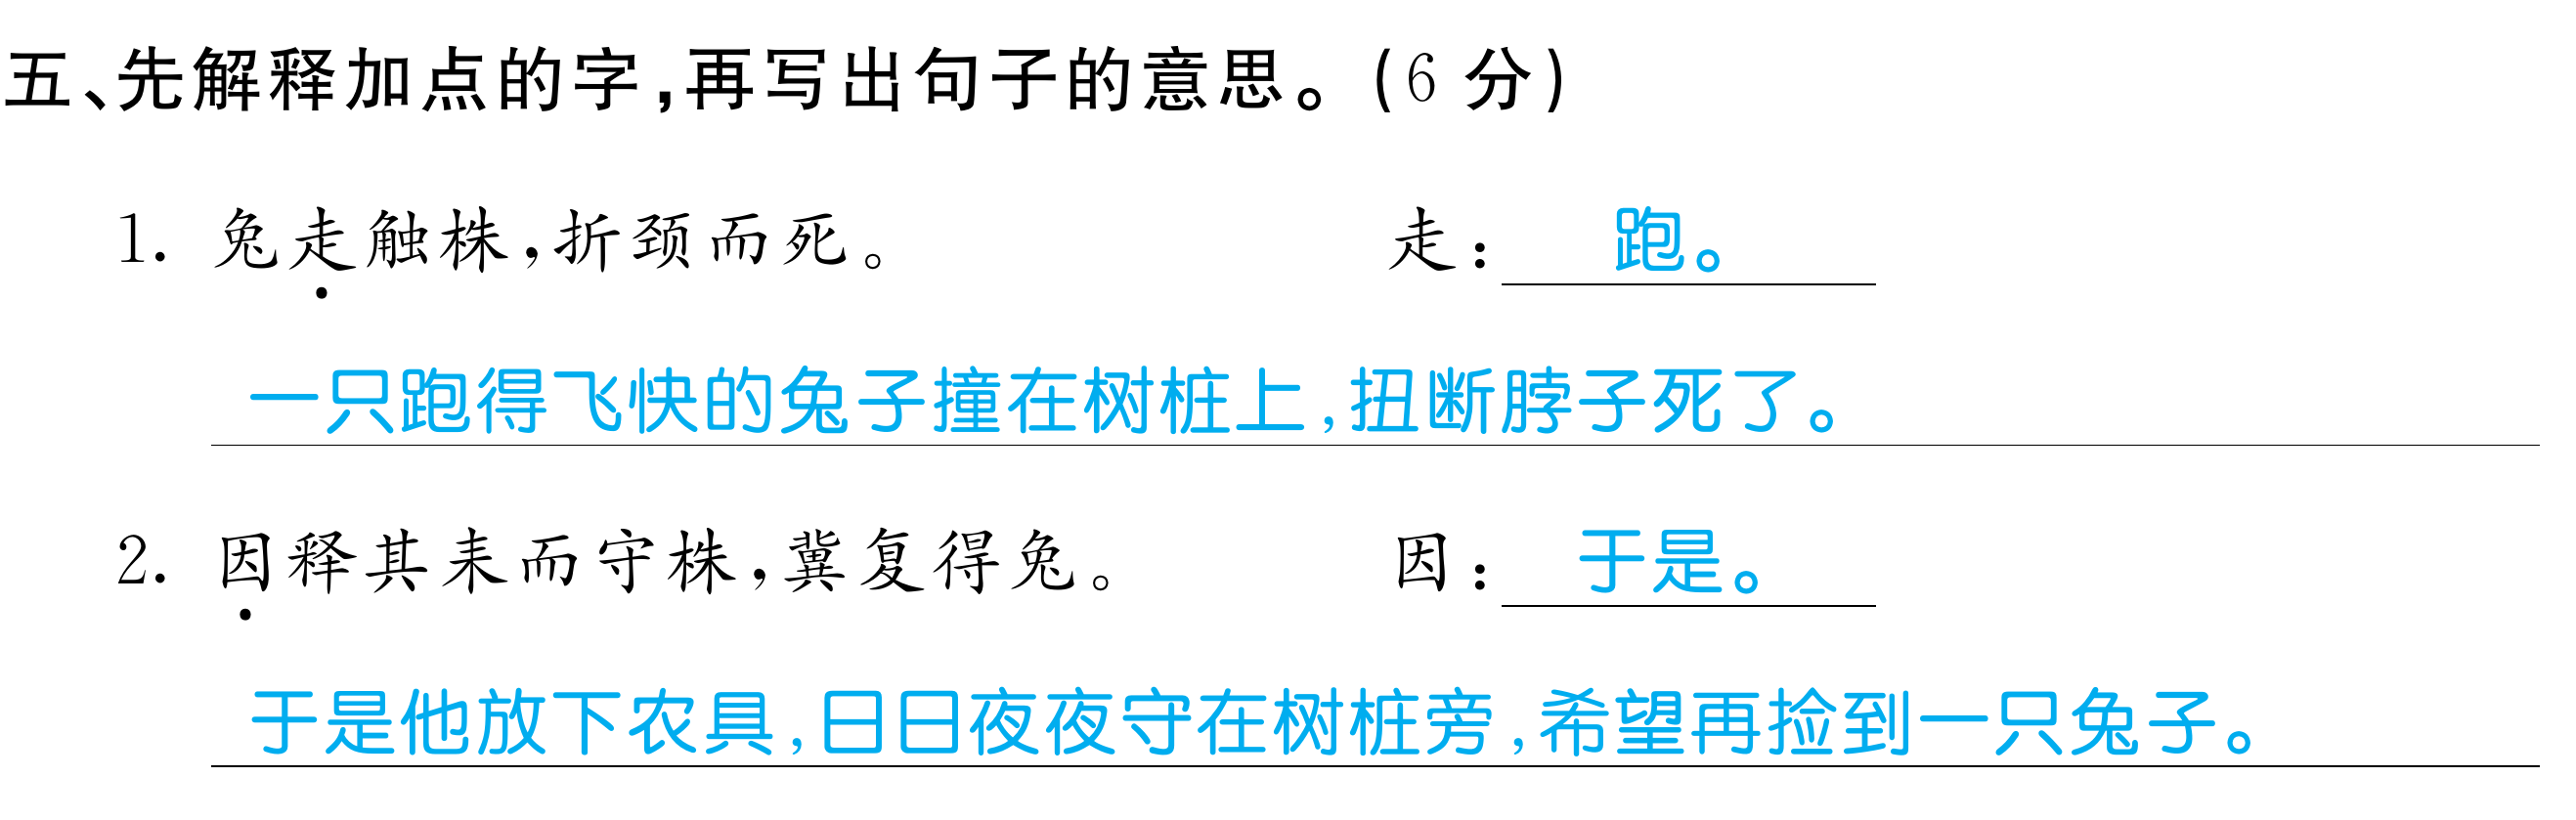 五、先解释加点的字,再写出句子的意思。(6 分)
1. 兔走触株,折颈而死。 走: 跑。
一只跑得飞快的兔子撞在树桩上,扭断脖子死了。
2. 因释其耒而守株,冀复得兔。 因: 于是。
于是他放下农具,日日夜夜守在树桩旁,希望再捡到一只兔子。